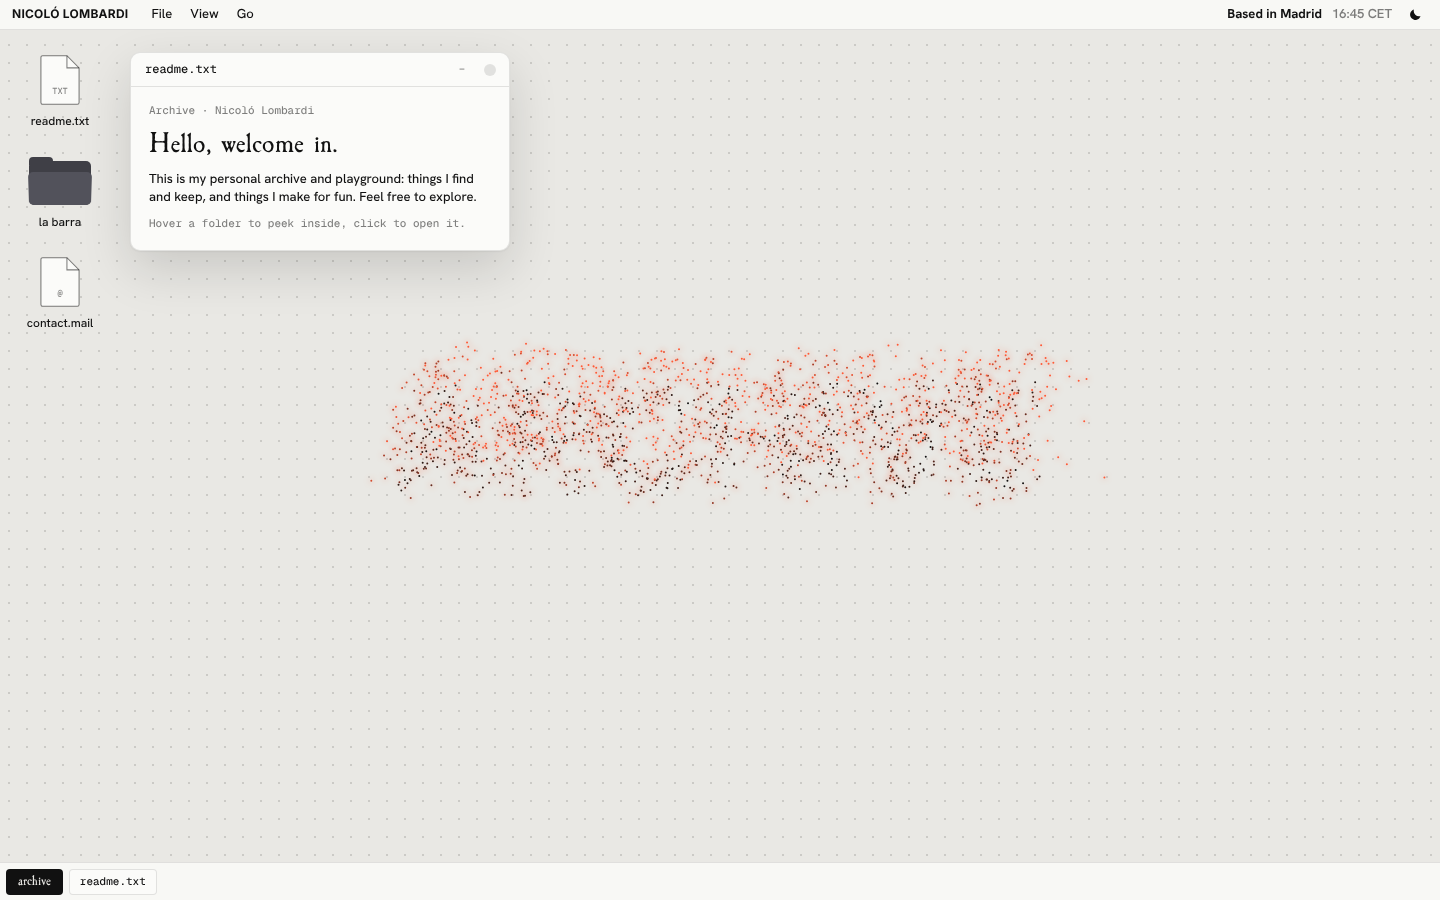 NICOLÓ LOMBARDI File View Go Based in Madrid 16:45 CET
TXT
readme.txt
la barra
@
contact.mail
readme.txt
Archive · Nicoló Lombardi
Hello, welcome in.
This is my personal archive and playground: things I find
and keep, and things I make for fun. Feel free to explore.
Hover a folder to peek inside, click to open it.
archive readme.txt